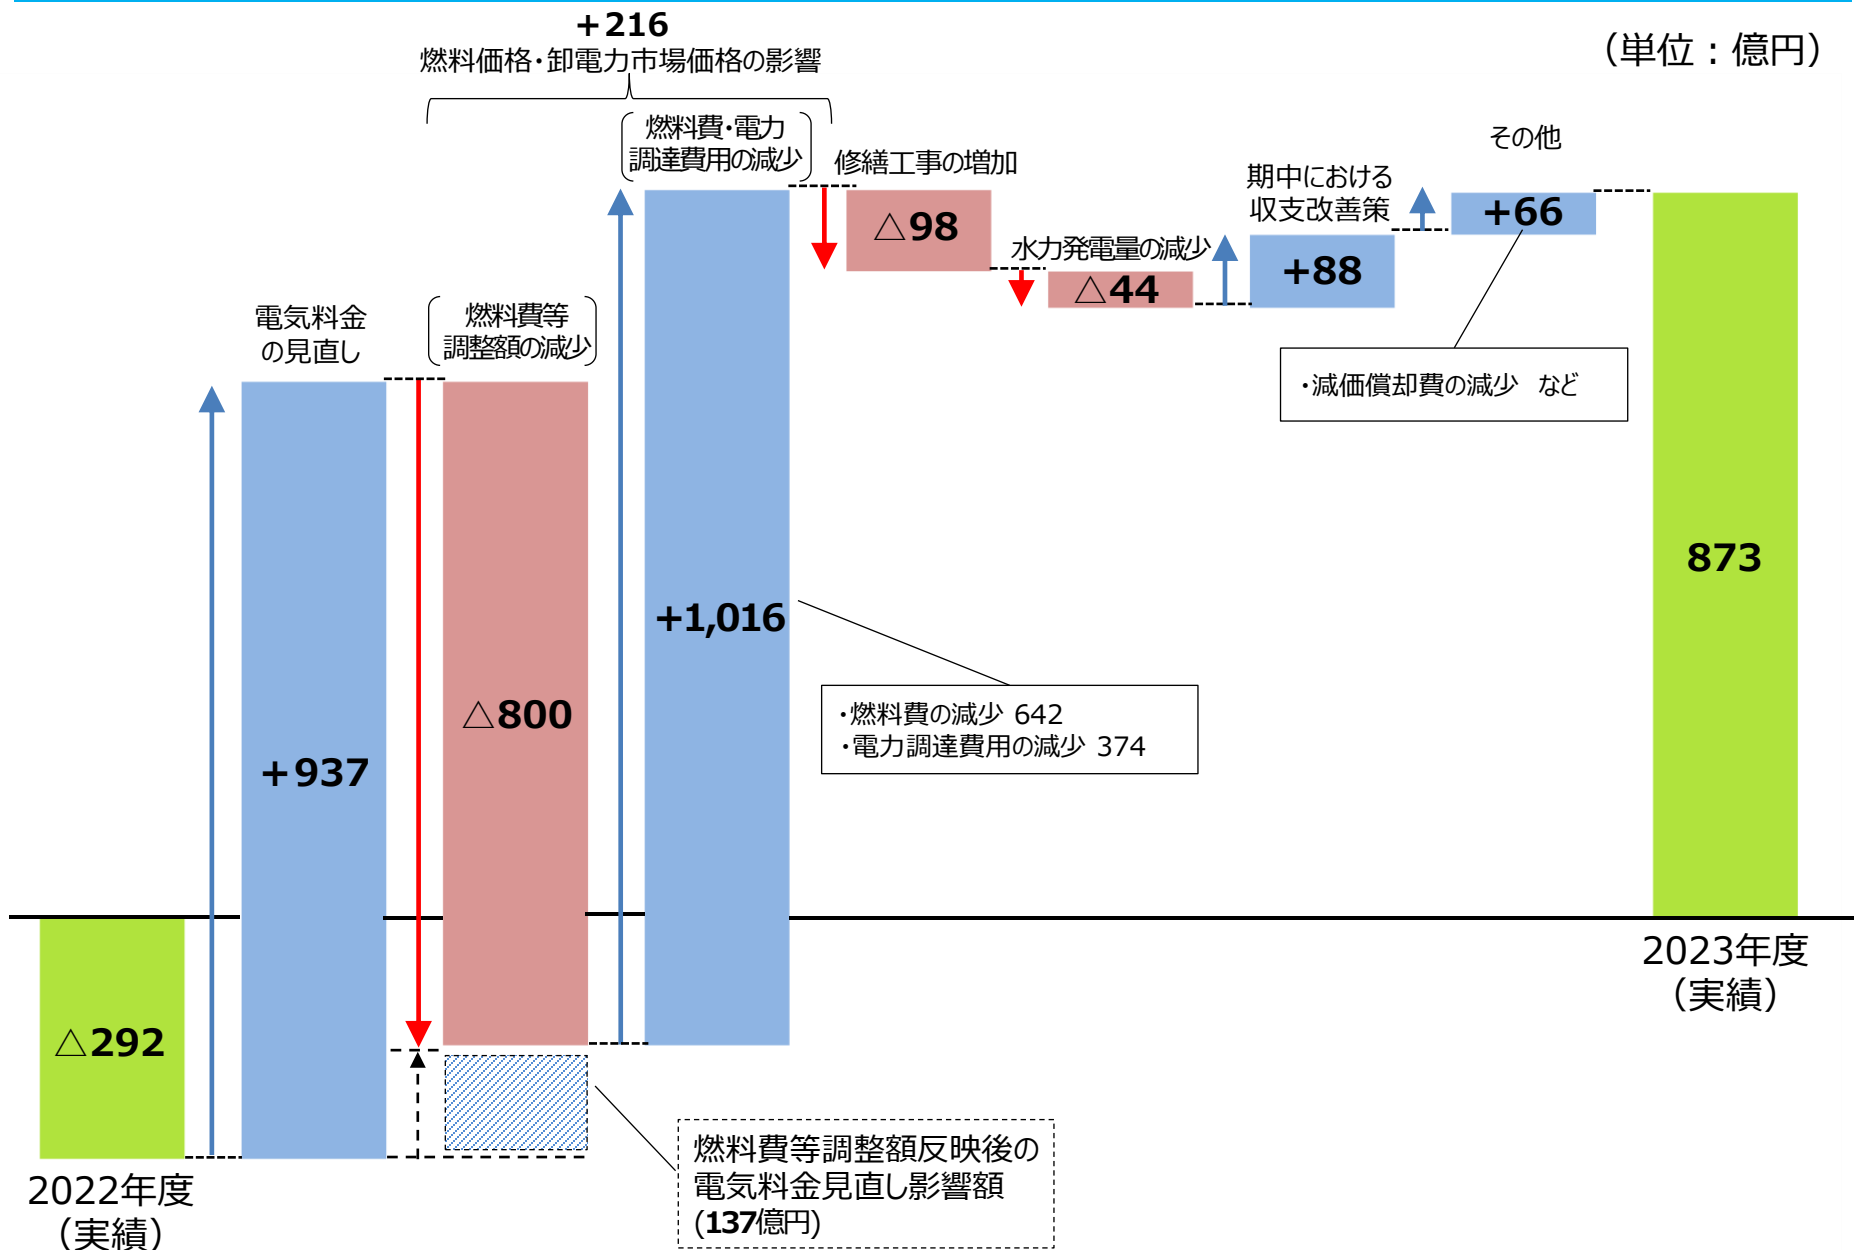 +216
燃料価格・卸電力市場価格の影響
（単位：億円）
燃料費・電力
調達費用の減少
修繕工事の増加
その他
期中における
収支改善策
+66
△98
水力発電量の減少
+88
△44
電気料金
の見直し
燃料費等
調整額の減少
・減価償却費の減少　など
873
+1,016
・燃料費の減少 642
・電力調達費用の減少 374
△800
+937
2023年度
（実績）
△292
燃料費等調整額反映後の
電気料金見直し影響額
(137億円)
2022年度
（実績）